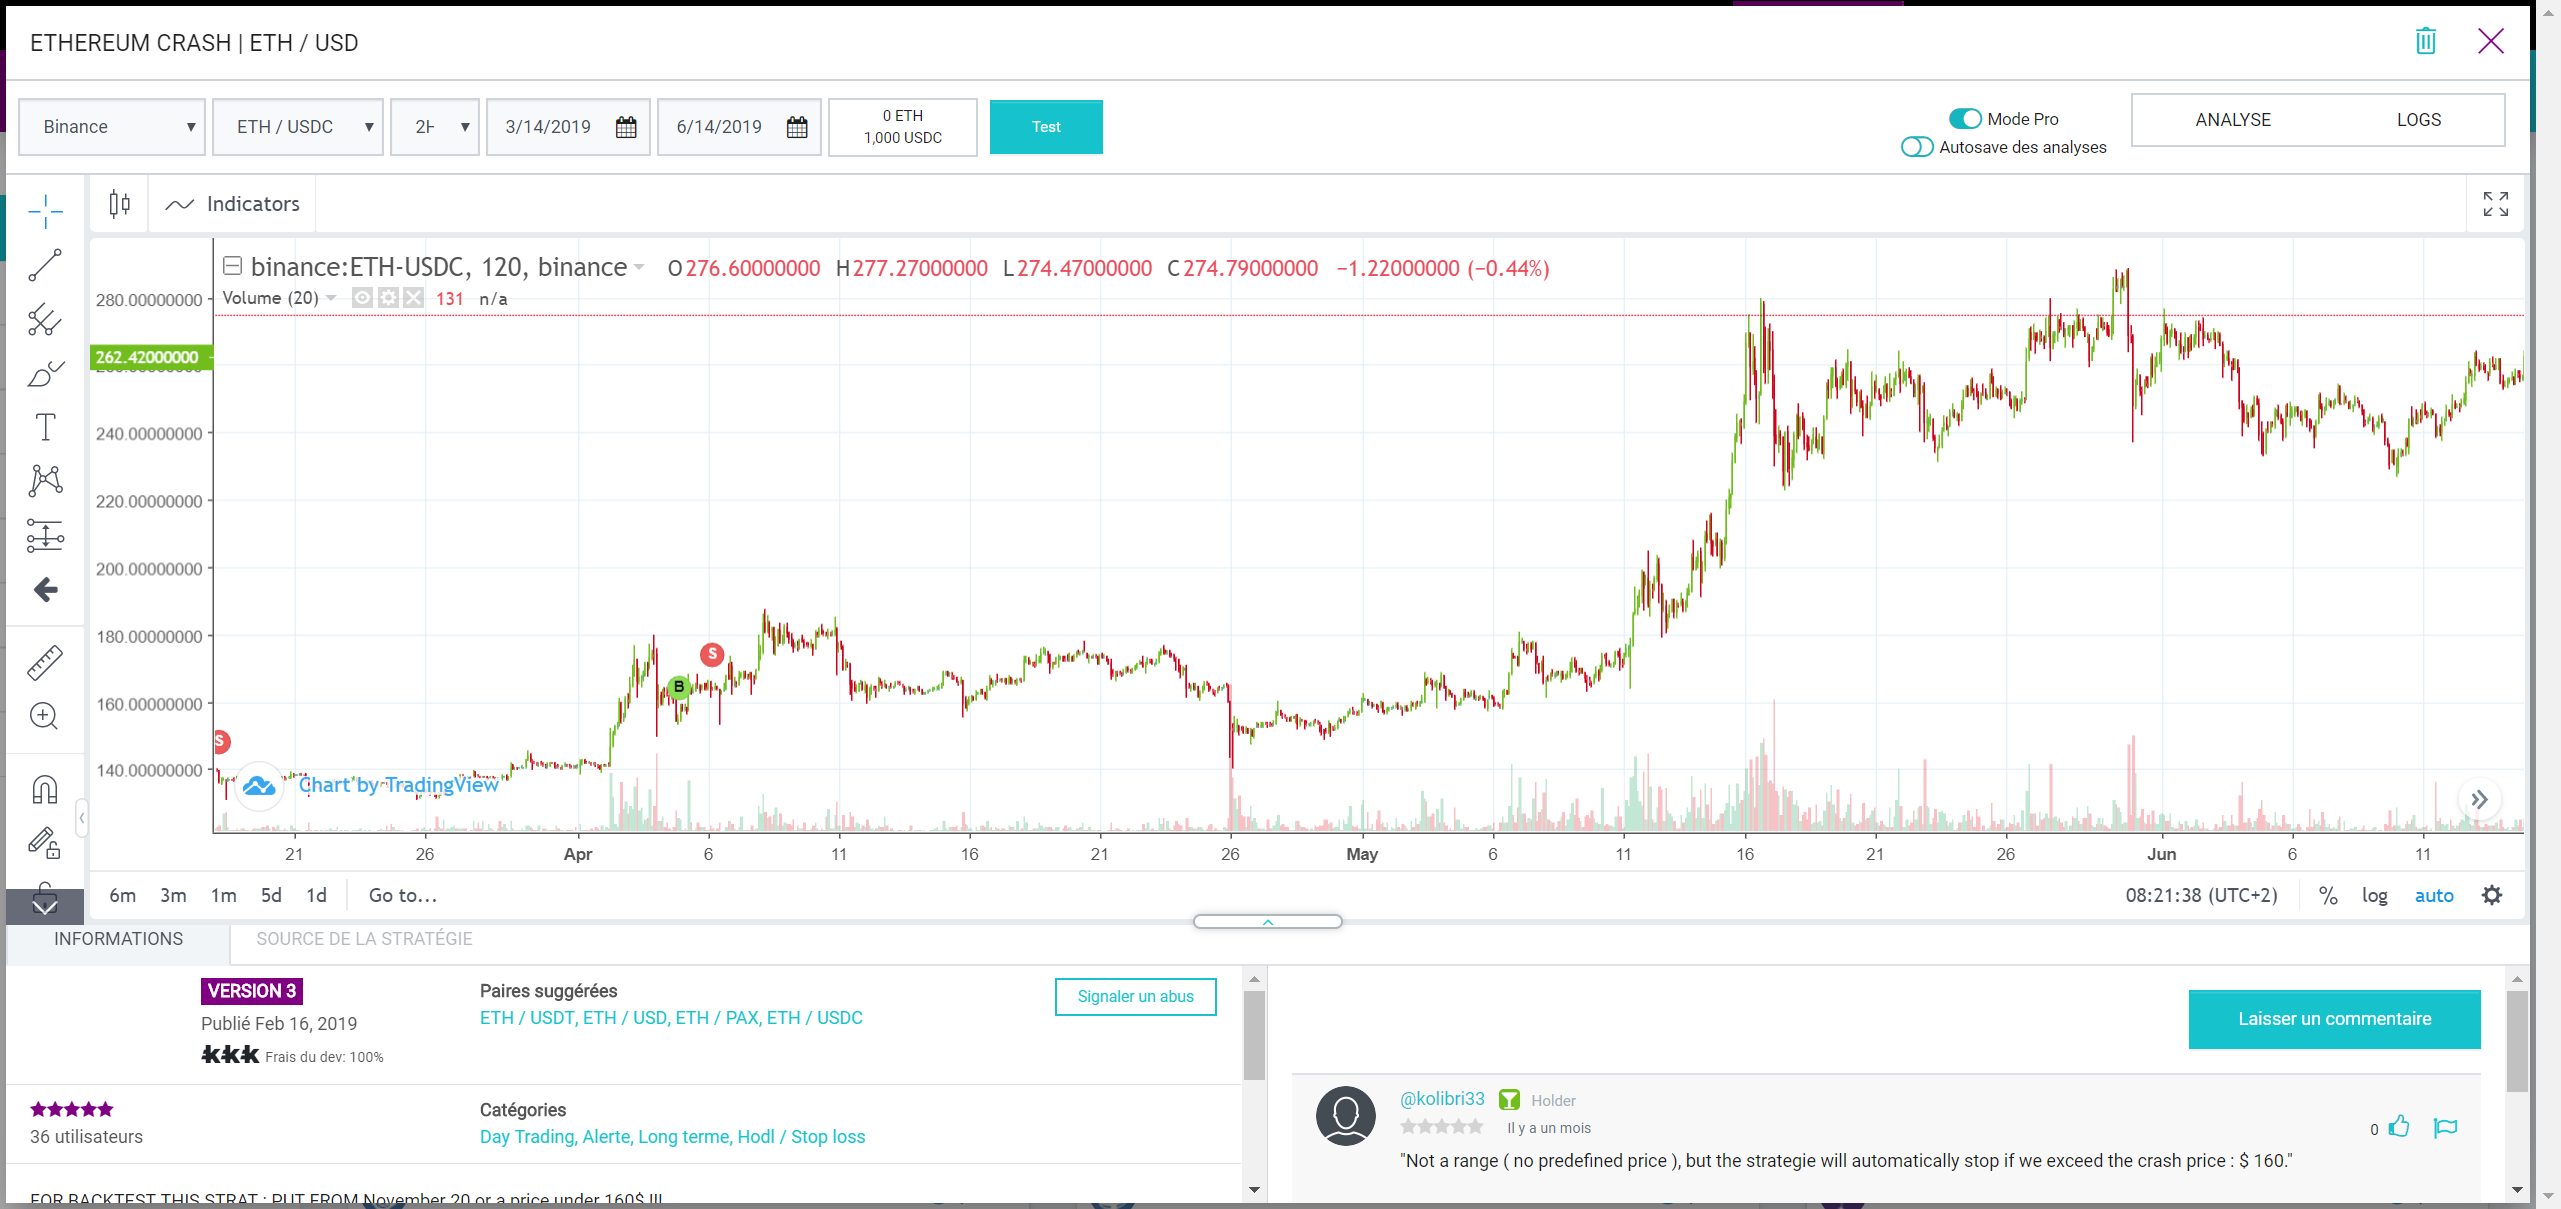 ETHEREUM CRASH | ETH / USD
Binance ETH / USDC 2H 3/14/2019 6/14/2019
0 ETH
1,000 USDC
Test
Mode Pro
Autosave des analyses
ANALYSE LOGS
Indicators
binance:ETH-USDC, 120, binance O276.60000000 H277.27000000 L274.47000000 C274.79000000 −1.22000000 (−0.44%)
Volume (20) 131 n/a
280.00000000
262.42000000
240.00000000
220.00000000
200.00000000
180.00000000
160.00000000
140.00000000
S
B
S
Chart by TradingView
21 26 Apr 6 11 16 21 26 May 6 11 16 21 26 Jun 6 11
6m 3m 1m 5d 1d Go to... 08:21:38 (UTC+2) % log auto
INFORMATIONS SOURCE DE LA STRATÉGIE
VERSION 3
Publié Feb 16, 2019
Frais du dev: 100%
Paires suggérées
ETH / USDT, ETH / USD, ETH / PAX, ETH / USDC
Signaler un abus
36 utilisateurs
Catégories
Day Trading, Alerte, Long terme, Hodl / Stop loss
FOR BACKTEST THIS STRAT : PUT FROM November 20 or a price under 160$ !!!
Laisser un commentaire
@kolibri33 Holder
Il y a un mois
0
"Not a range ( no predefined price ), but the strategie will automatically stop if we exceed the crash price : $ 160."